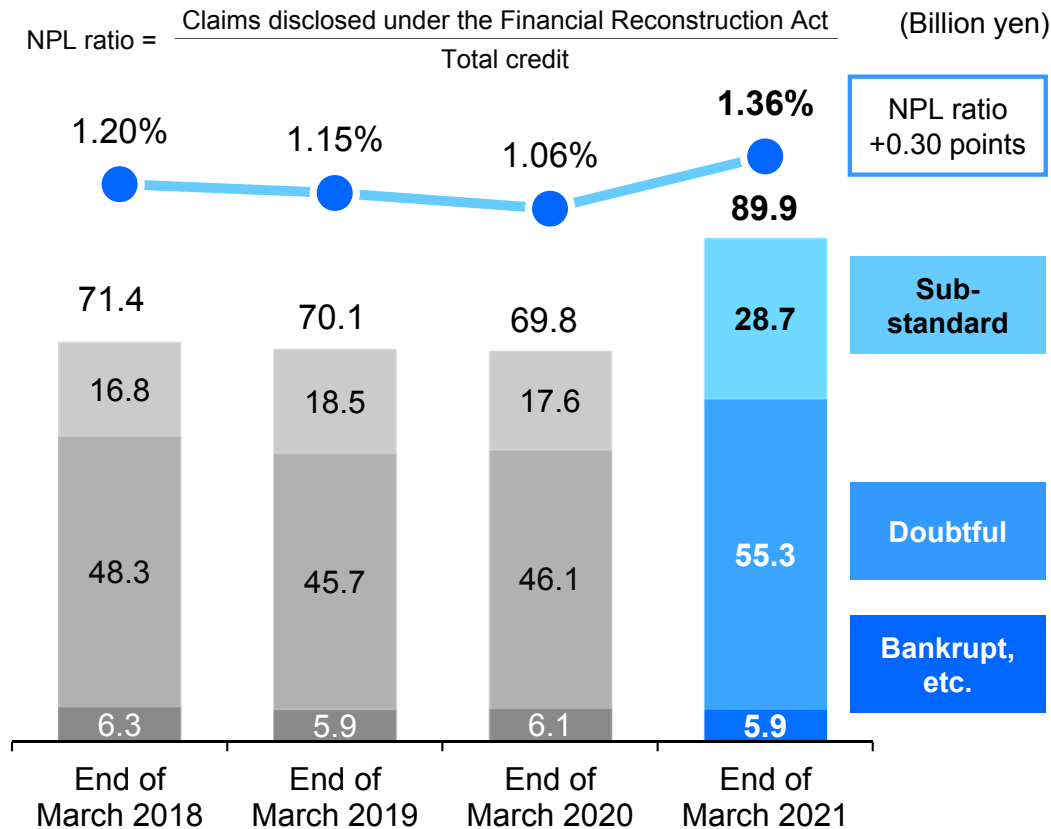 NPL ratio = Claims disclosed under the Financial Reconstruction Act
Total credit
(Billion yen)
1.20%
1.15%
1.06%
1.36%
NPL ratio
+0.30 points
71.4
70.1
69.8
89.9
16.8
18.5
17.6
28.7
Sub-
standard
48.3
45.7
46.1
55.3
Doubtful
6.3
5.9
6.1
5.9
Bankrupt,
etc.
End of
March 2018
End of
March 2019
End of
March 2020
End of
March 2021